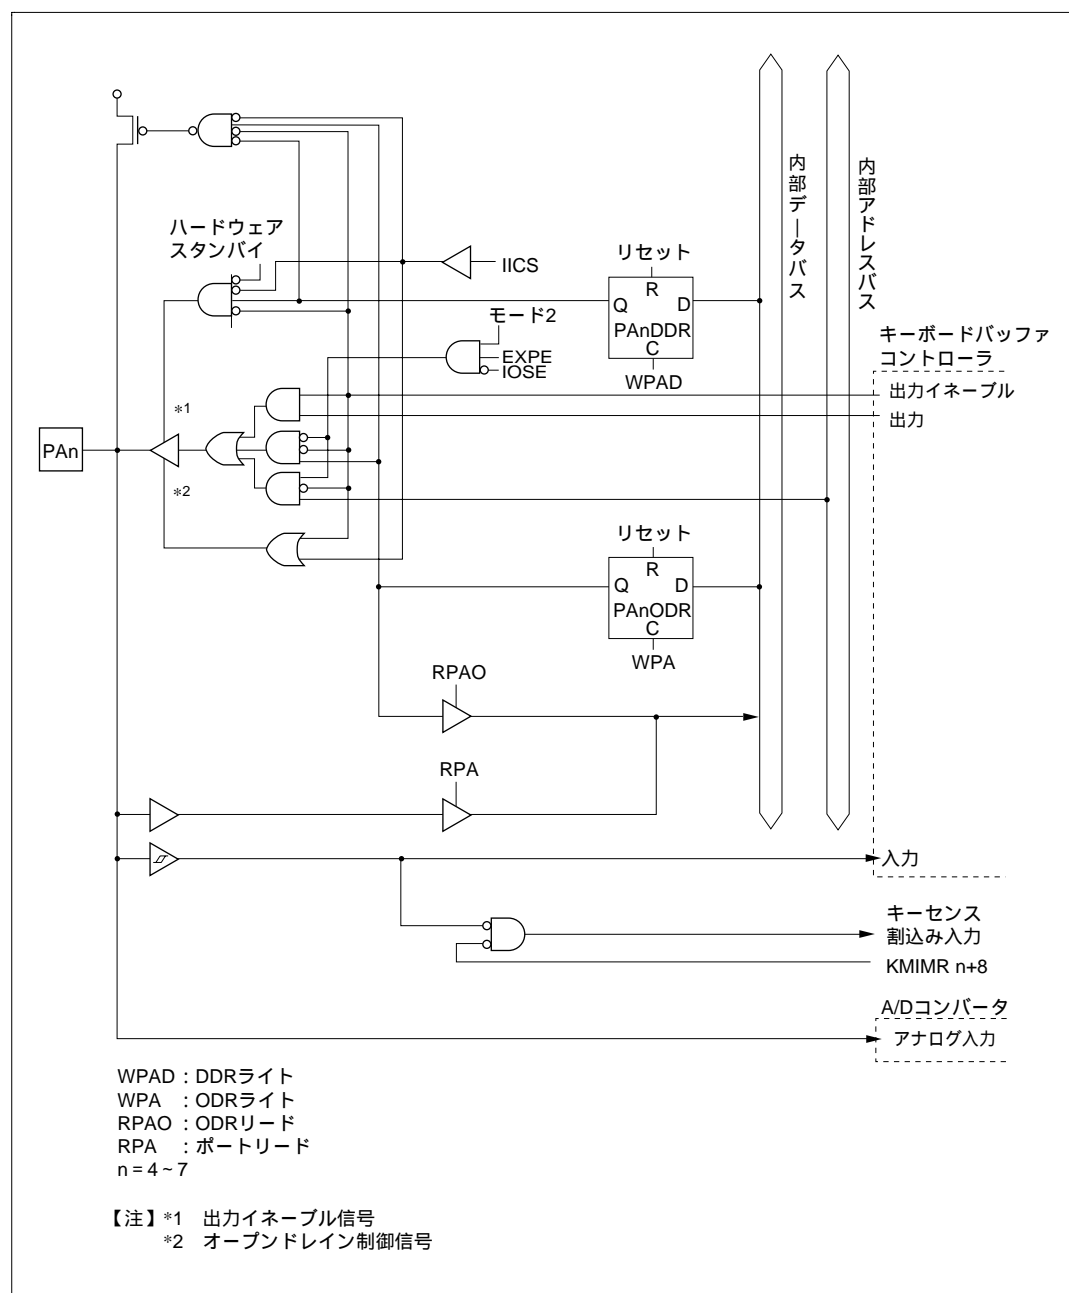 ハードウェア
スタンバイ
IICS
リセット
R
Q D
PAnDDR
C
WPAD
モード2
EXPE
IOSE
内部データバス
内部アドレスバス
キーボードバッファ
コントローラ
出力イネーブル
出力
*1
PAn
*2
リセット
R
Q D
PAnODR
C
WPA
RPAO
RPA
入力
キーセンス
割込み入力
KMIMR n+8
A/Dコンバータ
アナログ入力
WPAD：DDRライト
WPA ：ODRライト
RPAO：ODRリード
RPA ：ポートリード
n = 4 ~ 7
【注】*1 出力イネーブル信号
*2 オープンドレイン制御信号